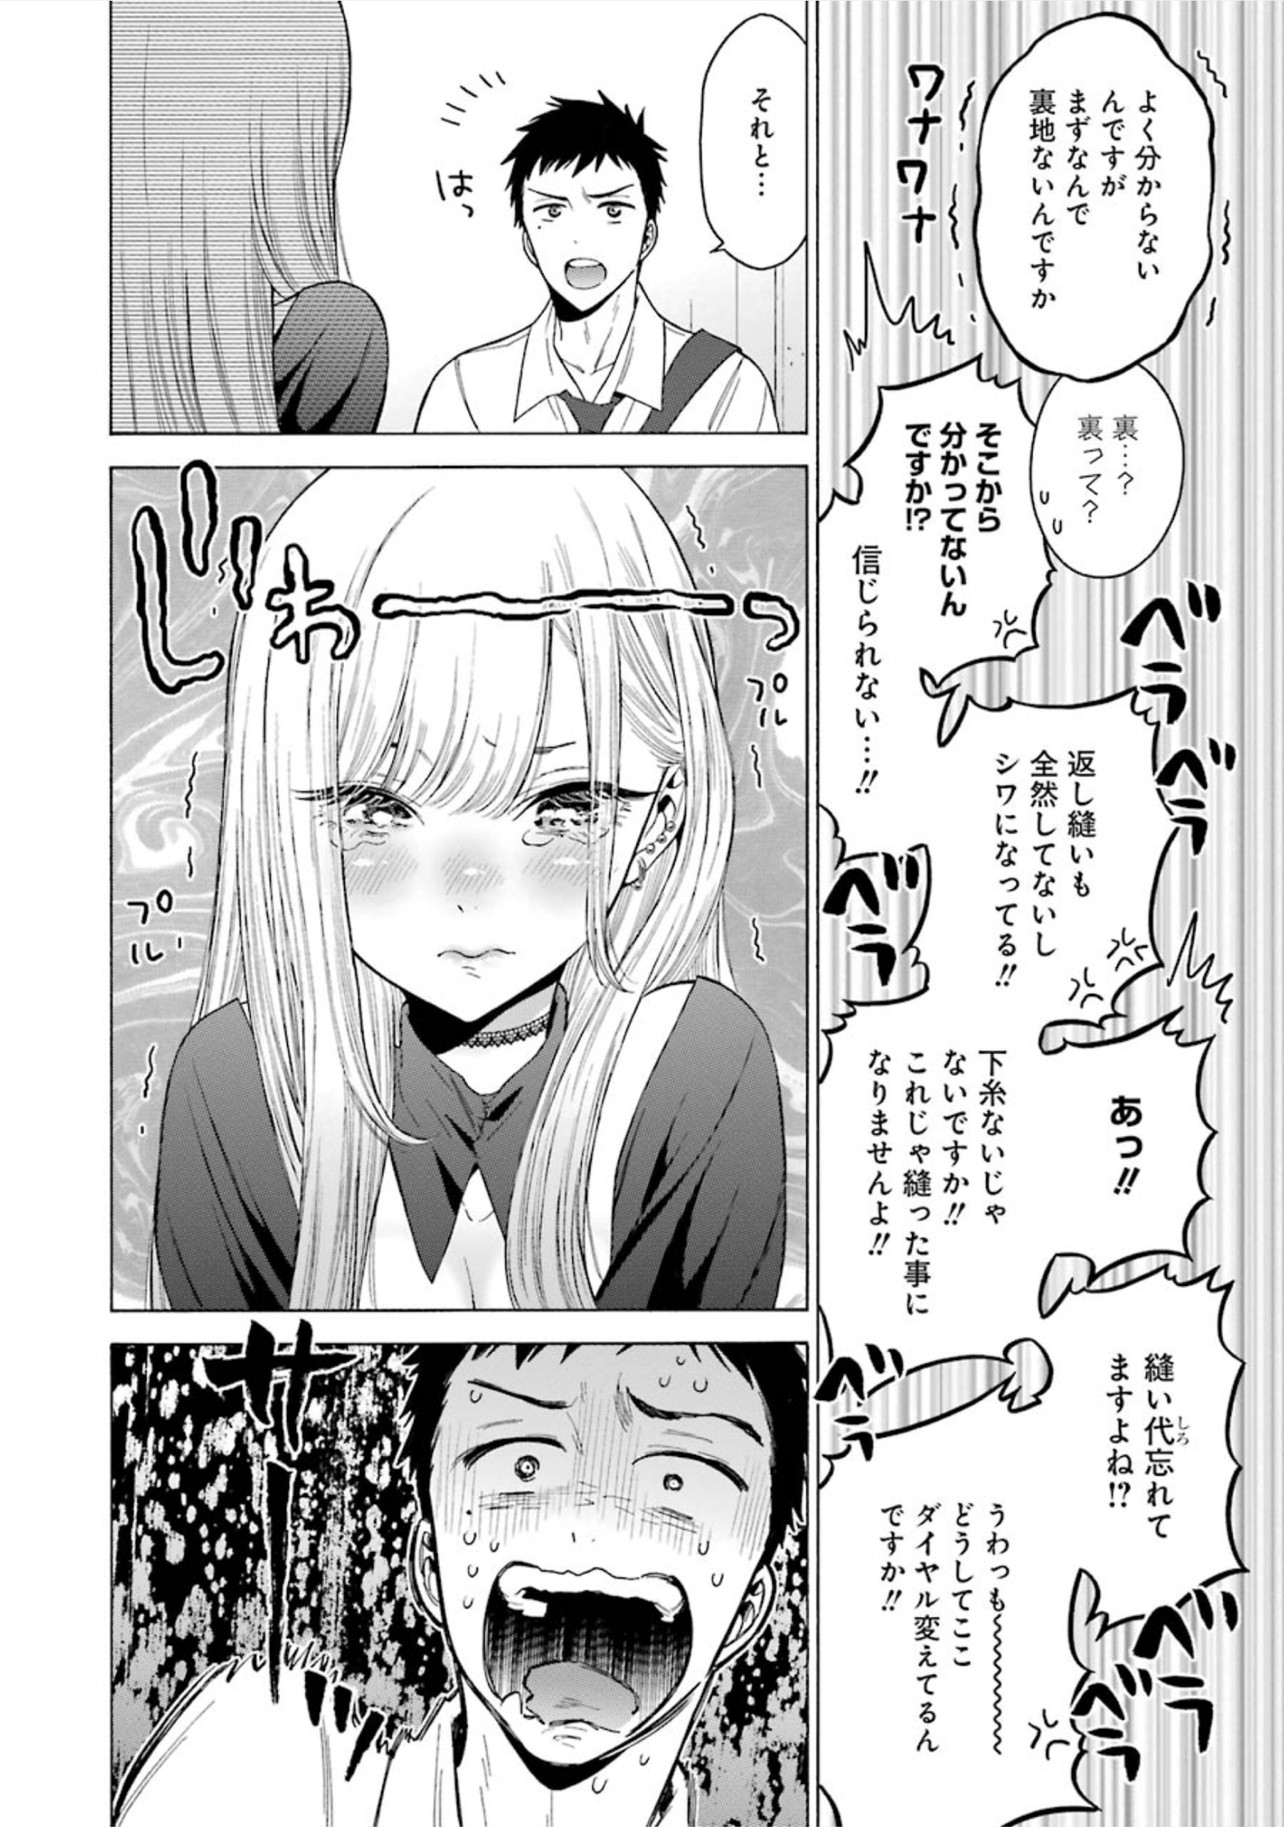 よく分からない
んですが
まずなんで
裏地ないんですか
ワナワナ
裏…?
裏って?
そこから
分かってないん
ですか!?
信じられない…!!
ベラ
ベラ
返し縫いも
全然してないし
シワになってる!!
ベラ
あっ!!
下糸ないじゃ
ないですか!!
これじゃ縫った事に
なりませんよ!!
縫い代忘れて
しろ
ますよね!?
ベラ
うわっも~~~~~~~
どうしてここ
ダイヤル変えてるん
ですか!!
ベラ
ベラ
それと…
はっ
じわーっ
プル
プル
サーッ